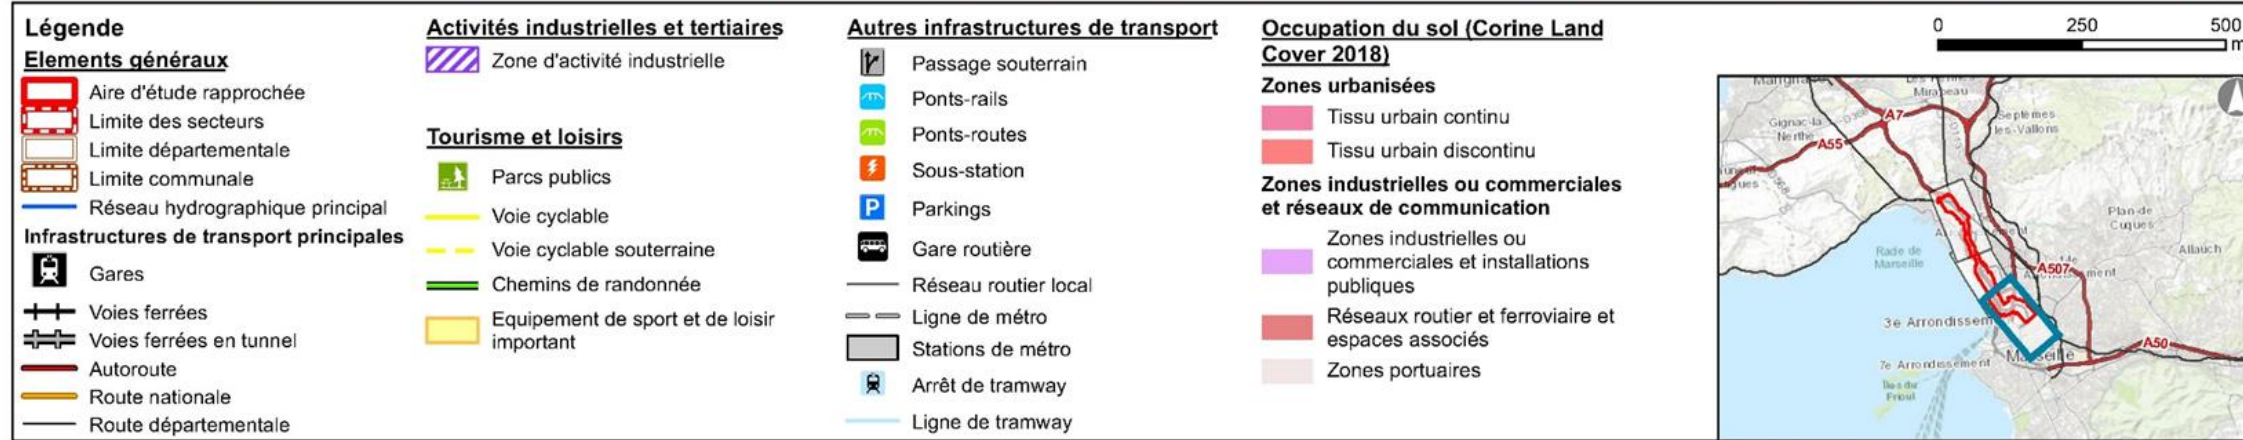 Légende
Elements généraux
Aire d'étude rapprochée
Limite des secteurs
Limite départementale
Limite communale
Réseau hydrographique principal
Infrastructures de transport principales
Gares
Voies ferrées
Voies ferrées en tunnel
Autoroute
Route nationale
Route départementale
Activités industrielles et tertiaires
Zone d'activité industrielle
Tourisme et loisirs
Parcs publics
Voie cyclable
Voie cyclable souterraine
Chemins de randonnée
Equipement de sport et de loisir
important
Autres infrastructures de transport
Passage souterrain
Ponts-rails
Ponts-routes
Sous-station
P
Parkings
Gare routière
Réseau routier local
Ligne de métro
Stations de métro
Arrêt de tramway
Ligne de tramway
Occupation du sol (Corine Land
Cover 2018)
Zones urbanisées
Tissu urbain continu
Tissu urbain discontinu
Zones industrielles ou commerciales
et réseaux de communication
Zones industrielles ou
commerciales et installations
publiques
Réseaux routier et ferroviaire et
espaces associés
Zones portuaires
0 250 500
m
Mirabeau
A7
Septèmes
les-Vallons
Gignac-la
Nerthe
A55
Plan-de
Cuques
Allauch
Rade de
Marseille
A507
3e Arrondissem
Marseille
A50
7e Arrondissement
Îles du
Frioul